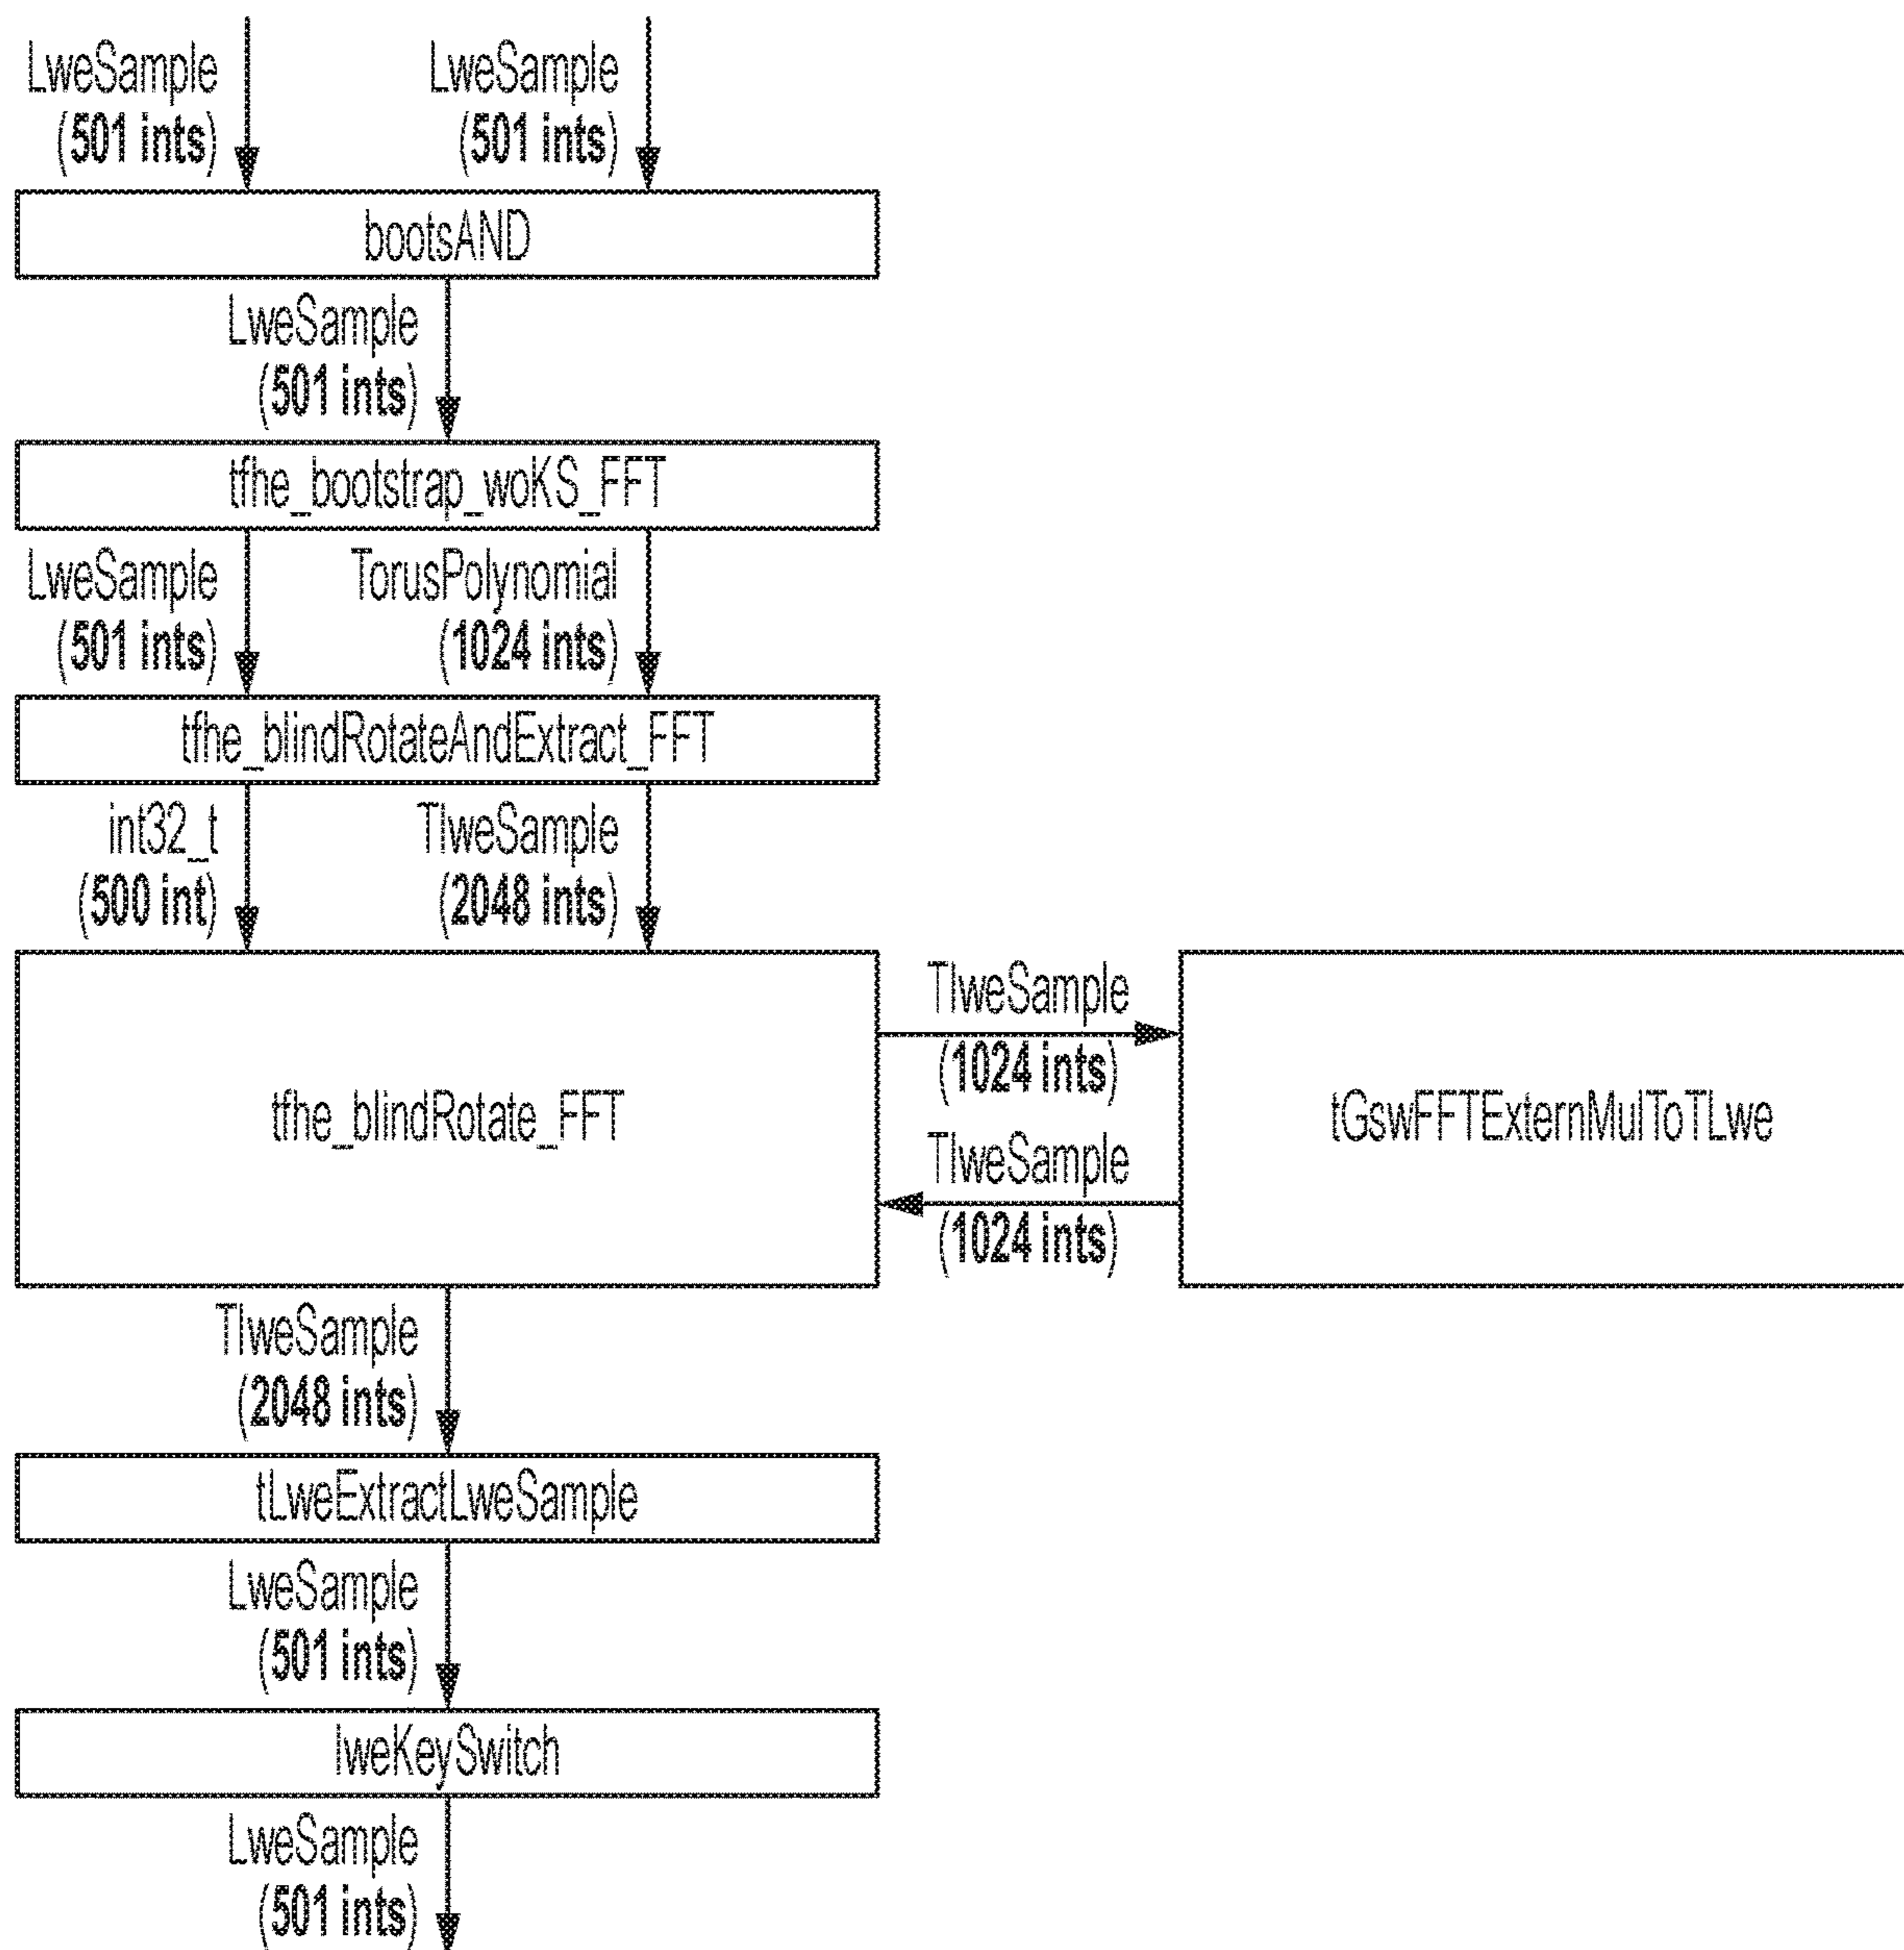 LweSample
(501 ints)
LweSample
(501 ints)
bootsAND
LweSample
(501 ints)
tfhe_bootstrap_woKS_FFT
LweSample
(501 ints)
TorusPolynomial
(1024 ints)
tfhe_blindRotateAndExtract_FFT
int32_t
(500 int)
TlweSample
(2048 ints)
tfhe_blindRotate_FFT
TlweSample
(1024 ints)
TlweSample
(1024 ints)
tGswFFTExternMulToTLwe
TlweSample
(2048 ints)
tLweExtractLweSample
LweSample
(501 ints)
lweKeySwitch
LweSample
(501 ints)